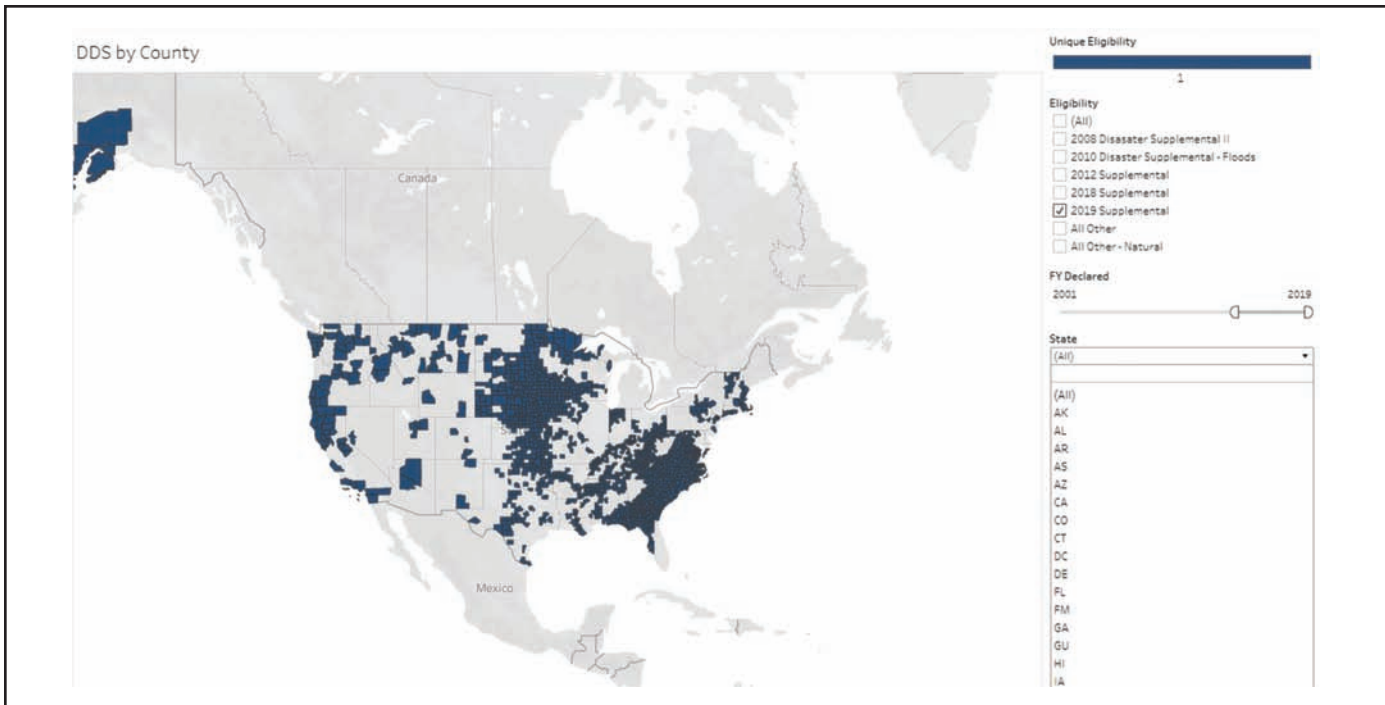 DDS by County
Canada
Mexico
Unique Eligibility
1
Eligibility
(All)
2008 Disasater Supplemental II
2010 Disaster Supplemental - Floods
2012 Supplemental
2018 Supplemental
2019 Supplemental
All Other
All Other - Natural
FY Declared
2001 2019
State
(All)
(All)
AK
AL
AR
AS
AZ
CA
CO
CT
DC
DE
FL
FM
GA
GU
HI
IA